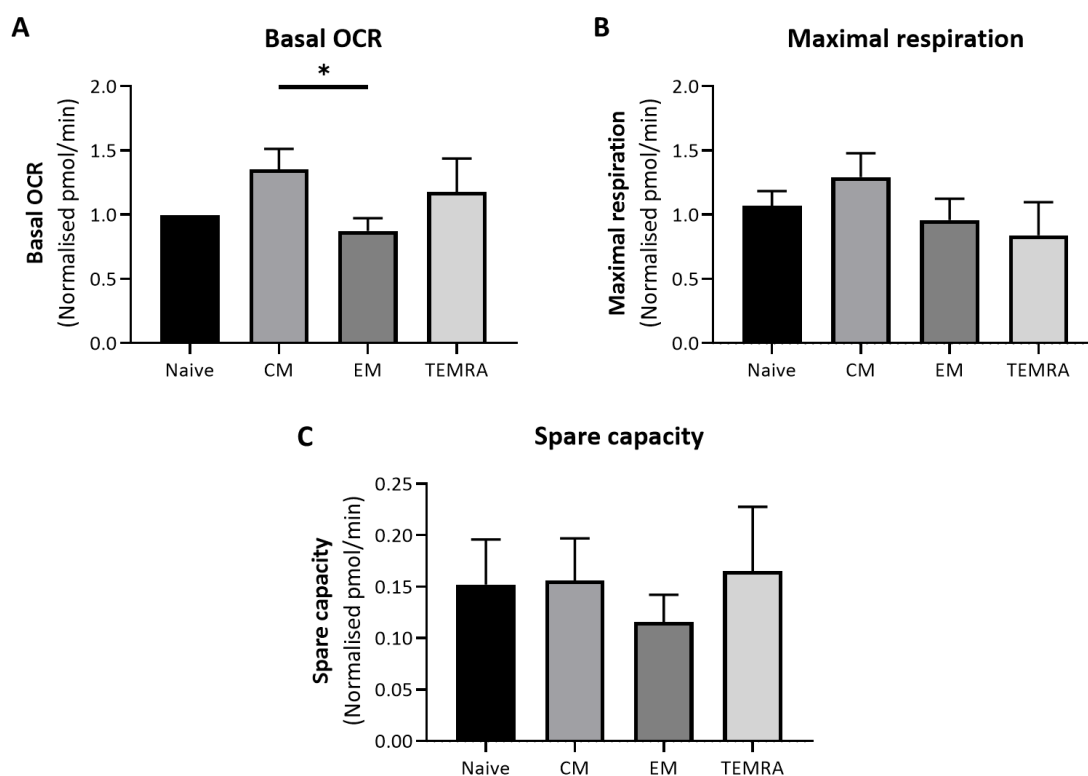 A
Basal OCR
Basal OCR
(Normalised pmol/min)
2.0
1.5
1.0
0.5
0.0
*
Naive CM EM TEMRA
B
Maximal respiration
Maximal respiration
(Normalised pmol/min)
2.0
1.5
1.0
0.5
0.0
Naive CM EM TEMRA
C
Spare capacity
Spare capacity
(Normalised pmol/min)
0.25
0.20
0.15
0.10
0.05
0.00
Naive CM EM TEMRA